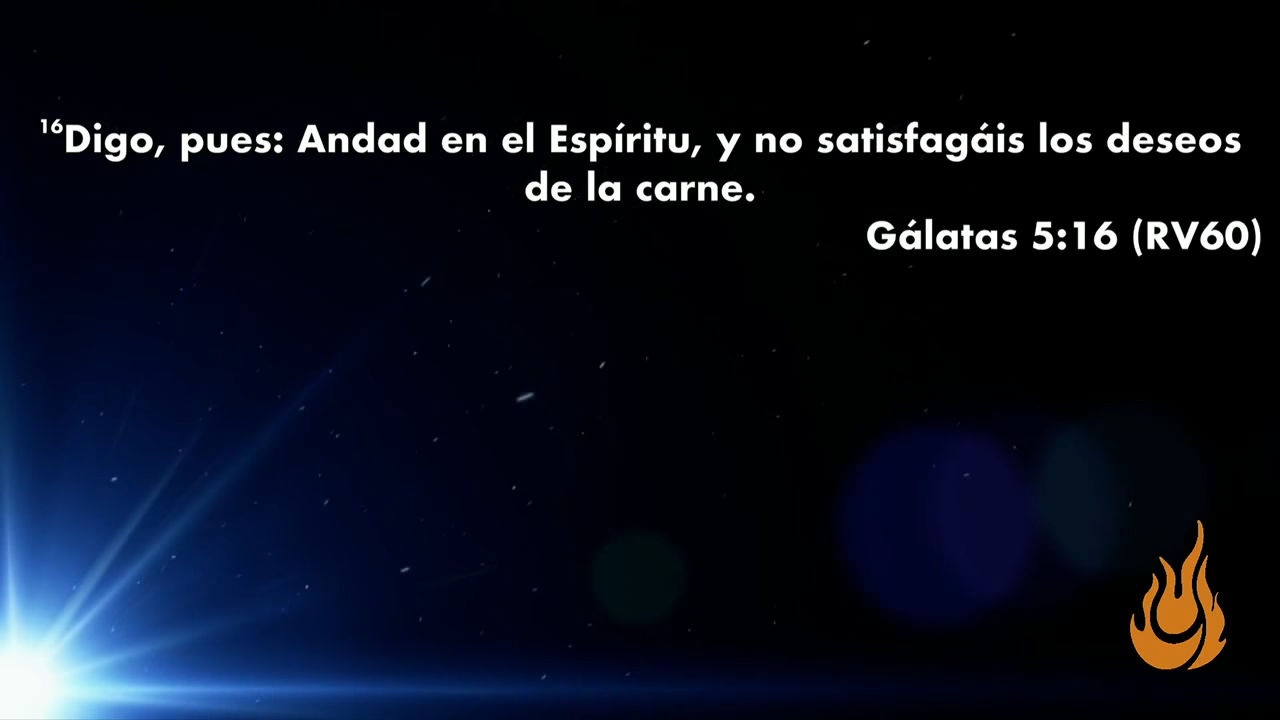 16Digo, pues: Andad en el Espíritu, y no satisfagáis los deseos
de la carne.
Gálatas 5:16 (RV60)